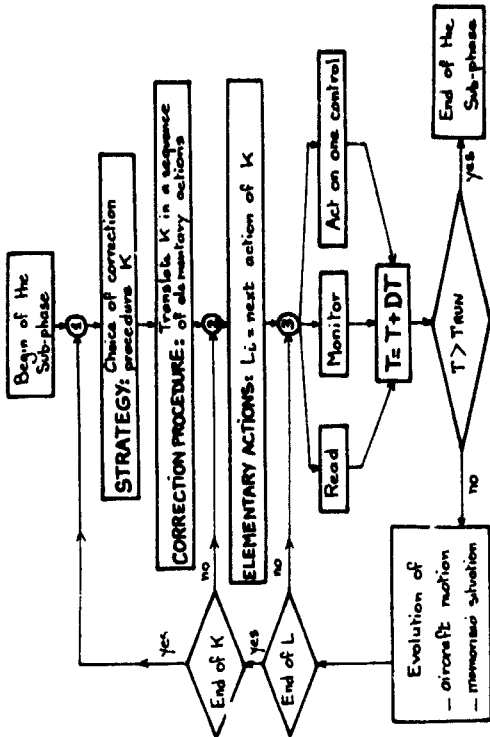 Begin of the
Sub-phase
1
STRATEGY: Choice of correction
procedure K
CORRECTION PROCEDURE: Translate K in a sequence
of elementary actions
2
ELEMENTARY ACTIONS: Li = next action of K
3
Read
Monitor
Act on one control
T = T + DT
T > TRUN
yes
End of the
Sub-phase
no
Evolution of
- aircraft motion
- memorised situation
End of L
no
yes
End of K
no
yes